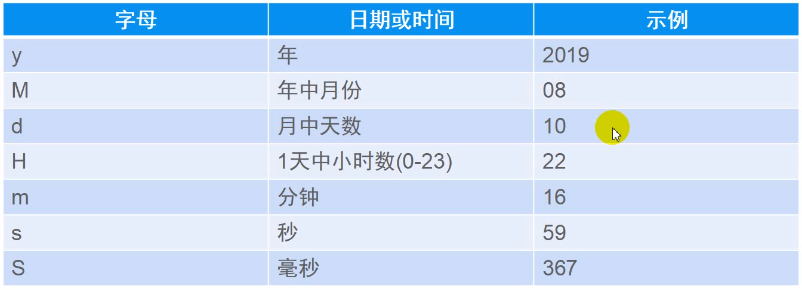 字母 日期或时间 示例
y 年 2019
M 年中月份 08
d 月中天数 10
H 1天中小时数(0-23) 22
m 分钟 16
s 秒 59
S 毫秒 367